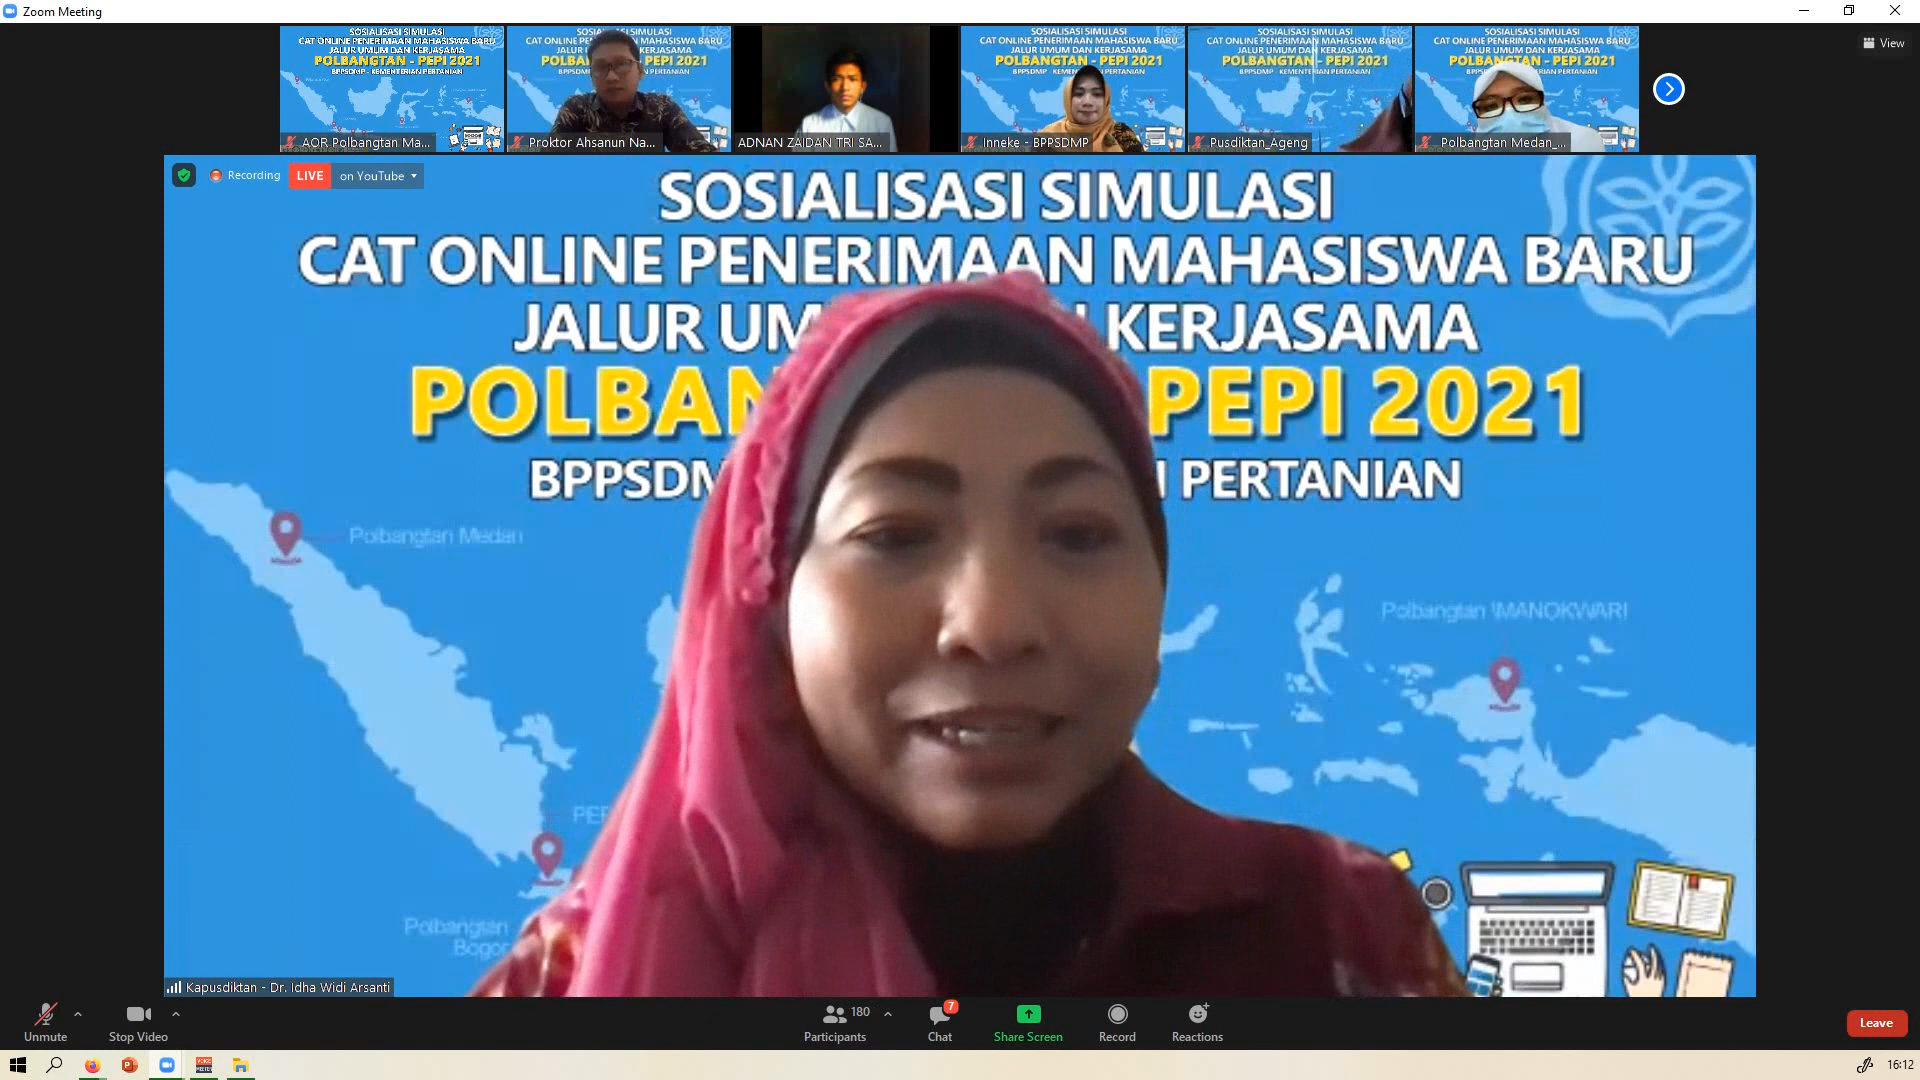 Zoom Meeting
View
SOSIALISASI SIMULASI
CAT ONLINE PENERIMAAN MAHASISWA BARU
JALUR UMUM DAN KERJASAMA
POLBANGTAN - PEPI 2021
BPPSDMP - KEMENTERIAN PERTANIAN
AOR Polbangtan Ma...
Proktor Ahsanun Na...
ADNAN ZAIDAN TRI SA...
Inneke - BPPSDMP
Pusdiktan_Ageng
Polbangtan Medan_...
Recording
LIVE
on YouTube
SOSIALISASI SIMULASI
CAT ONLINE PENERIMAAN MAHASISWA BARU
JALUR UM KERJASAMA
POLBAN PEPI 2021
BPPSDM PERTANIAN
Polbangtan Medan
Polbangtan MANOKWARI
PEP
Polbangtan
Bogor
Kapusdiktan - Dr. Idha Widi Arsanti
Unmute
Stop Video
180
Participants
7
Chat
Share Screen
Record
Reactions
Leave
16:12